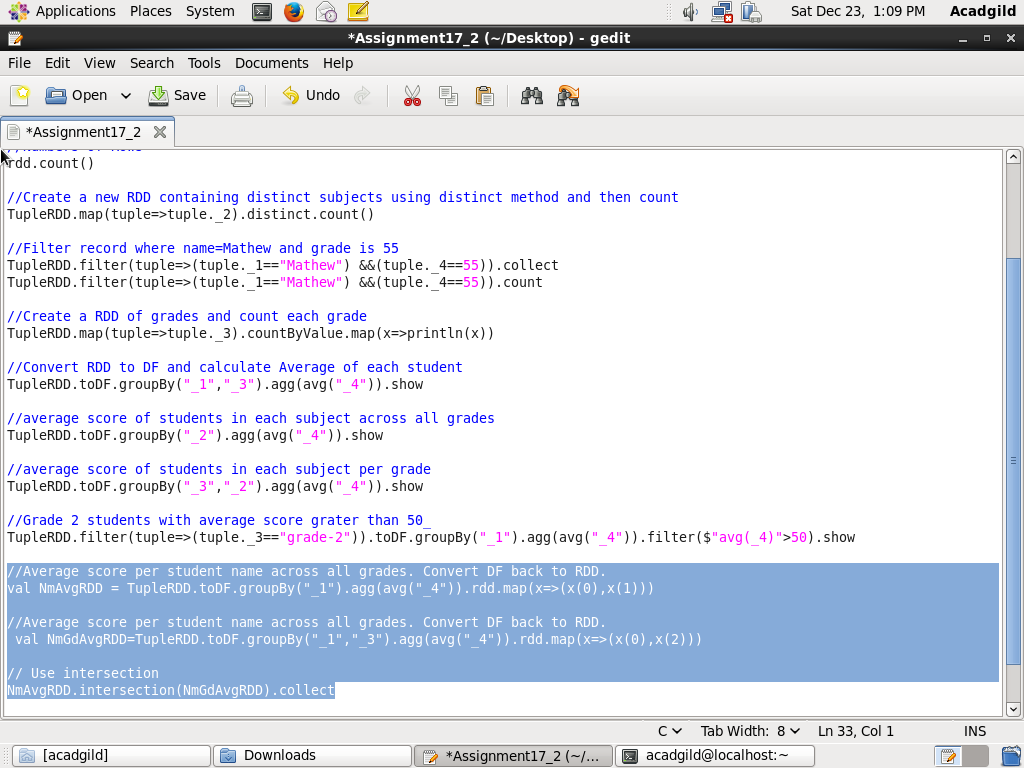 Applications Places System Sat Dec 23, 1:09 PM Acadgild
*Assignment17_2 (~/Desktop) - gedit
File Edit View Search Tools Documents Help
Open Save Undo
*Assignment17_2
rdd.count()
//Create a new RDD containing distinct subjects using distinct method and then count
TupleRDD.map(tuple=>tuple._2).distinct.count()
//Filter record where name=Mathew and grade is 55
TupleRDD.filter(tuple=>(tuple._1=="Mathew") &&(tuple._4==55)).collect
TupleRDD.filter(tuple=>(tuple._1=="Mathew") &&(tuple._4==55)).count
//Create a RDD of grades and count each grade
TupleRDD.map(tuple=>tuple._3).countByValue.map(x=>println(x))
//Convert RDD to DF and calculate Average of each student
TupleRDD.toDF.groupBy("_1","_3").agg(avg("_4")).show
//average score of students in each subject across all grades
TupleRDD.toDF.groupBy("_2").agg(avg("_4")).show
//average score of students in each subject per grade
TupleRDD.toDF.groupBy("_3","_2").agg(avg("_4")).show
//Grade 2 students with average score grater than 50_
TupleRDD.filter(tuple=>(tuple._3=="grade-2")).toDF.groupBy("_1").agg(avg("_4")).filter($"avg(_4)">50).show
//Average score per student name across all grades. Convert DF back to RDD.
val NmAvgRDD = TupleRDD.toDF.groupBy("_1").agg(avg("_4")).rdd.map(x=>(x(0),x(1)))
//Average score per student name across all grades. Convert DF back to RDD.
val NmGdAvgRDD=TupleRDD.toDF.groupBy("_1","_3").agg(avg("_4")).rdd.map(x=>(x(0),x(2)))
// Use intersection
NmAvgRDD.intersection(NmGdAvgRDD).collect
C Tab Width: 8 Ln 33, Col 1 INS
[acadgild] Downloads *Assignment17_2 (~/... acadgild@localhost:~